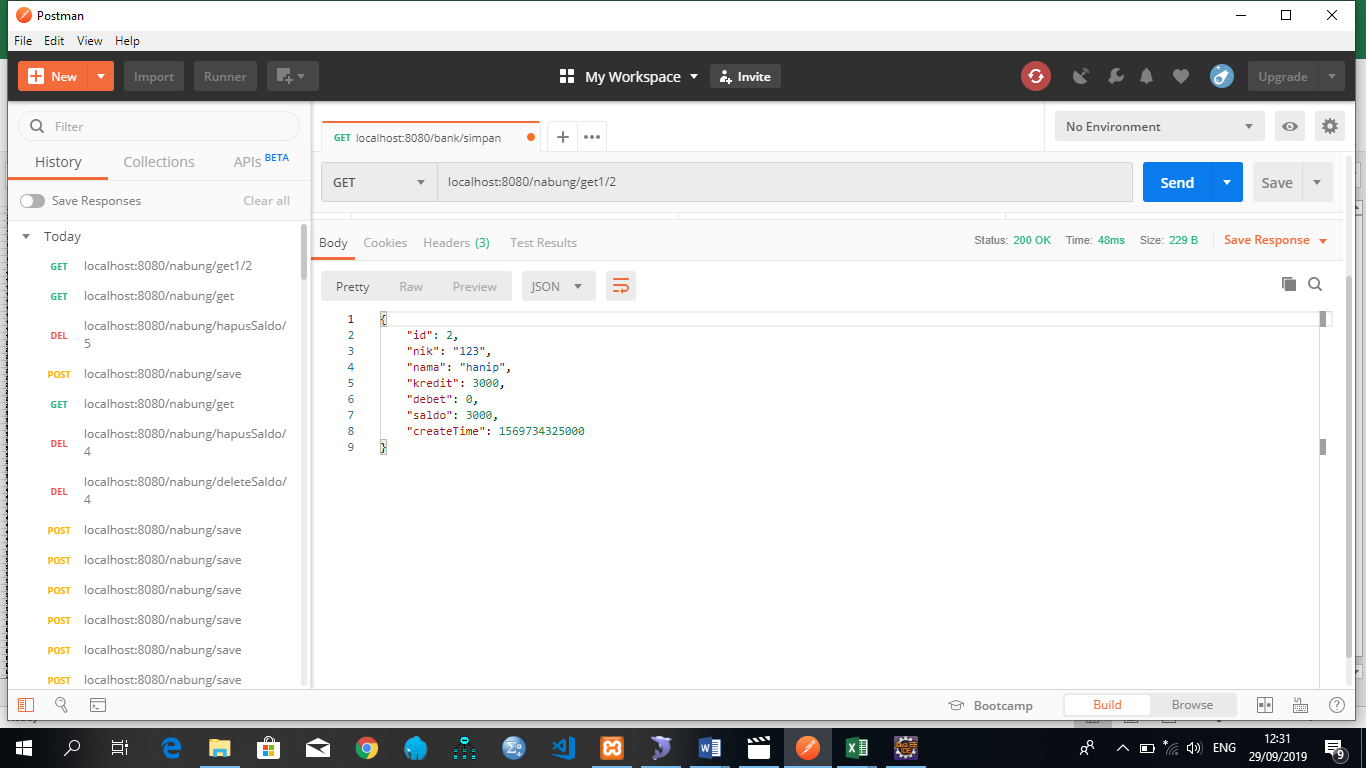 Postman
File Edit View Help
New Import Runner My Workspace Invite Upgrade
Filter
History Collections APIs BETA
Save Responses Clear all
Today
GET localhost:8080/nabung/get1/2
GET localhost:8080/nabung/get
DEL localhost:8080/nabung/hapusSaldo/
5
POST localhost:8080/nabung/save
GET localhost:8080/nabung/get
DEL localhost:8080/nabung/hapusSaldo/
4
DEL localhost:8080/nabung/deleteSaldo/
4
POST localhost:8080/nabung/save
POST localhost:8080/nabung/save
POST localhost:8080/nabung/save
POST localhost:8080/nabung/save
POST localhost:8080/nabung/save
POST localhost:8080/nabung/save
GET localhost:8080/bank/simpan
No Environment
GET localhost:8080/nabung/get1/2 Send Save
Body Cookies Headers (3) Test Results Status: 200 OK Time: 48ms Size: 229 B Save Response
Pretty Raw Preview JSON
1 {
2 "id": 2,
3 "nik": "123",
4 "nama": "hanip",
5 "kredit": 3000,
6 "debet": 0,
7 "saldo": 3000,
8 "createTime": 1569734325000
9 }
Bootcamp Build Browse
ENG 12:31
29/09/2019
9